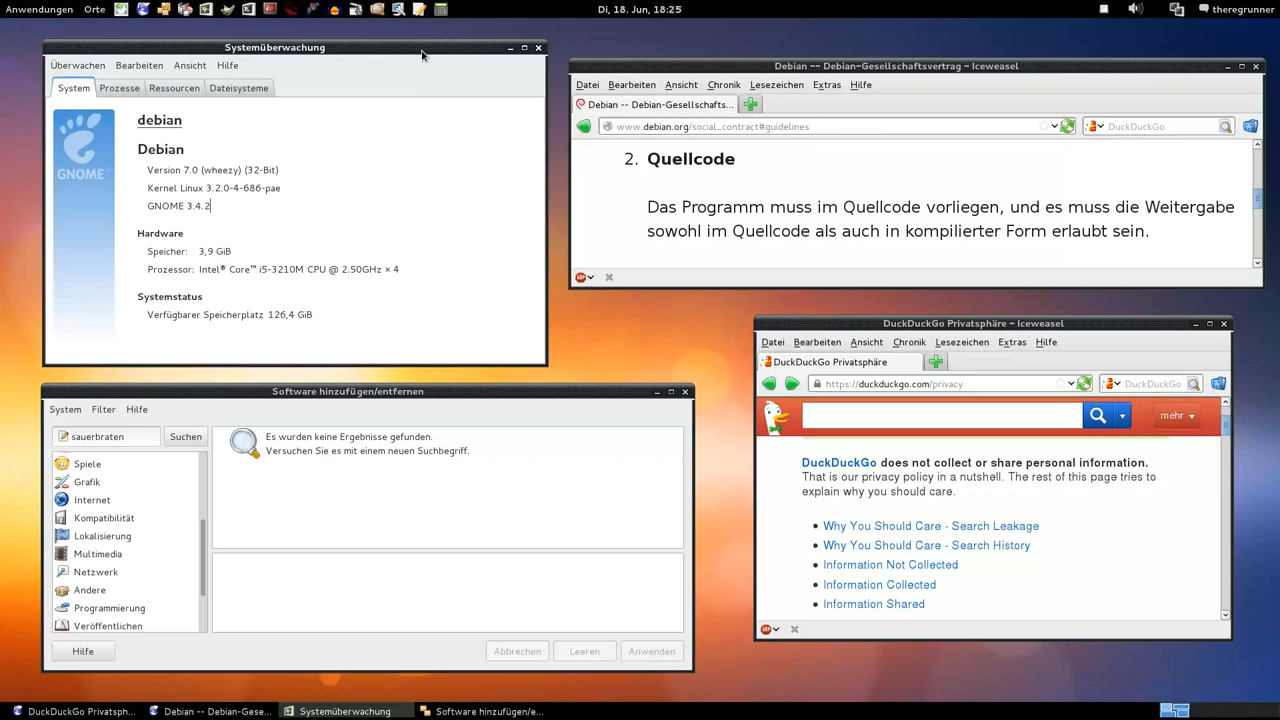 Anwendungen Orte Di, 18. Jun, 18:25 theregrunner
Systemüberwachung
Überwachen Bearbeiten Ansicht Hilfe
System Prozesse Ressourcen Dateisysteme
GNOME
debian
Debian
Version 7.0 (wheezy) (32-Bit)
Kernel Linux 3.2.0-4-686-pae
GNOME 3.4.2
Hardware
Speicher: 3,9 GiB
Prozessor: Intel® Core™ i5-3210M CPU @ 2.50GHz × 4
Systemstatus
Verfügbarer Speicherplatz 126,4 GiB
Debian -- Debian-Gesellschaftsvertrag - Iceweasel
Datei Bearbeiten Ansicht Chronik Lesezeichen Extras Hilfe
Debian -- Debian-Gesellschafts...
www.debian.org/social_contract#guidelines DuckDuckGo
2. Quellcode
Das Programm muss im Quellcode vorliegen, und es muss die Weitergabe
sowohl im Quellcode als auch in kompilierter Form erlaubt sein.
ABP
Software hinzufügen/entfernen
System Filter Hilfe
sauerbraten Suchen
Spiele
Grafik
Internet
Kompatibilität
Lokalisierung
Multimedia
Netzwerk
Andere
Programmierung
Veröffentlichen
Es wurden keine Ergebnisse gefunden.
Versuchen Sie es mit einem neuen Suchbegriff.
Hilfe Abbrechen Leeren Anwenden
DuckDuckGo Privatsphäre - Iceweasel
Datei Bearbeiten Ansicht Chronik Lesezeichen Extras Hilfe
DuckDuckGo Privatsphäre
https://duckduckgo.com/privacy DuckDuckGo
mehr
DuckDuckGo does not collect or share personal information.
That is our privacy policy in a nutshell. The rest of this page tries to
explain why you should care.
• Why You Should Care - Search Leakage
• Why You Should Care - Search History
• Information Not Collected
• Information Collected
• Information Shared
ABP
DuckDuckGo Privatsph... Debian -- Debian-Gese... Systemüberwachung Software hinzufügen/e...